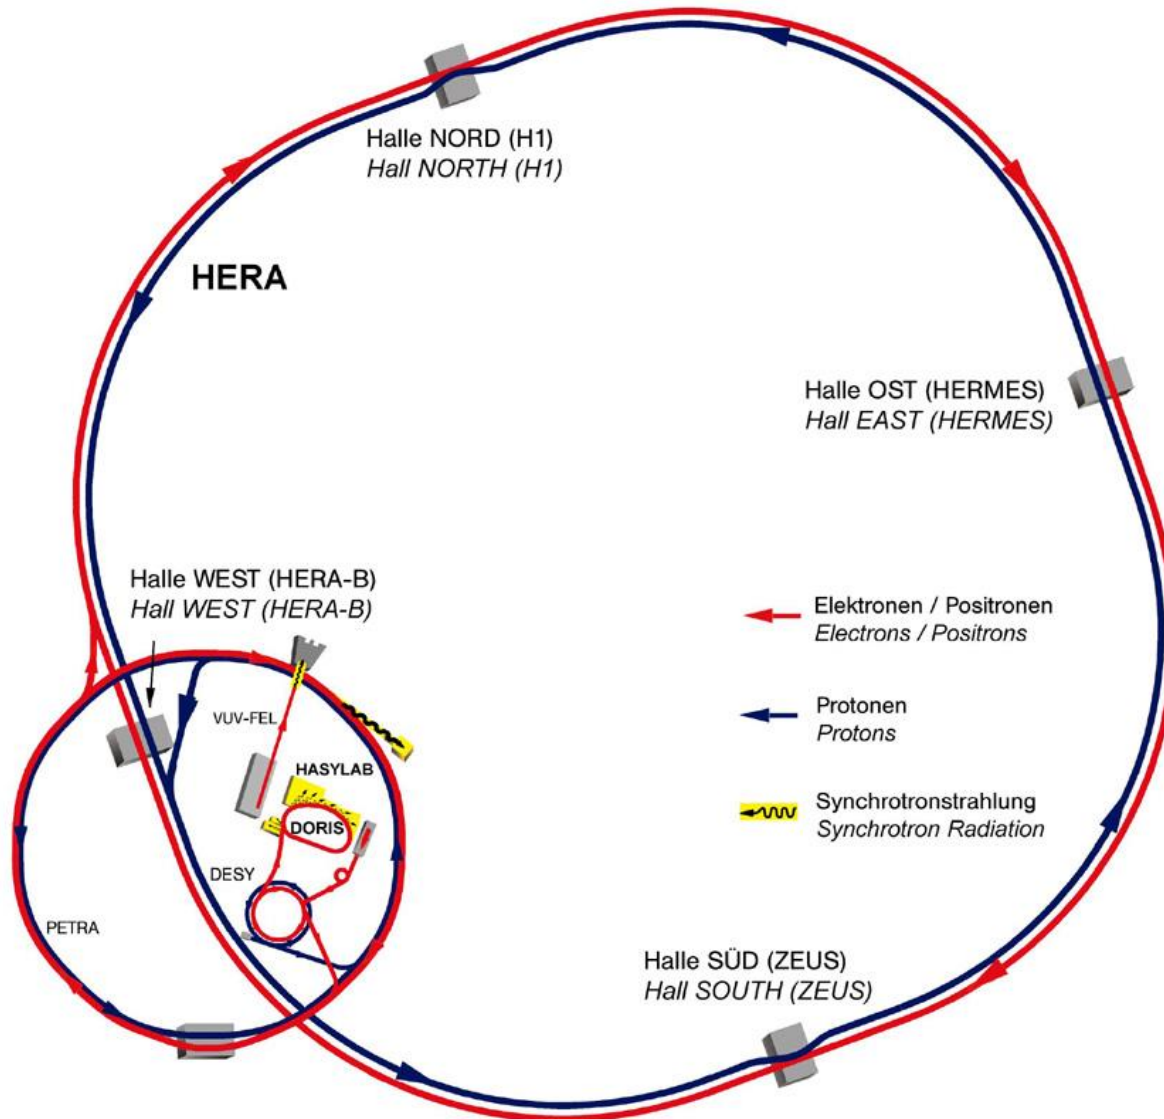 Halle NORD (H1)
Hall NORTH (H1)
HERA
Halle OST (HERMES)
Hall EAST (HERMES)
Halle WEST (HERA-B)
Hall WEST (HERA-B)
Elektronen / Positronen
Electrons / Positrons
Protonen
Protons
Synchrotronstrahlung
Synchrotron Radiation
VUV-FEL
HASYLAB
DORIS
DESY
PETRA
Halle SÜD (ZEUS)
Hall SOUTH (ZEUS)